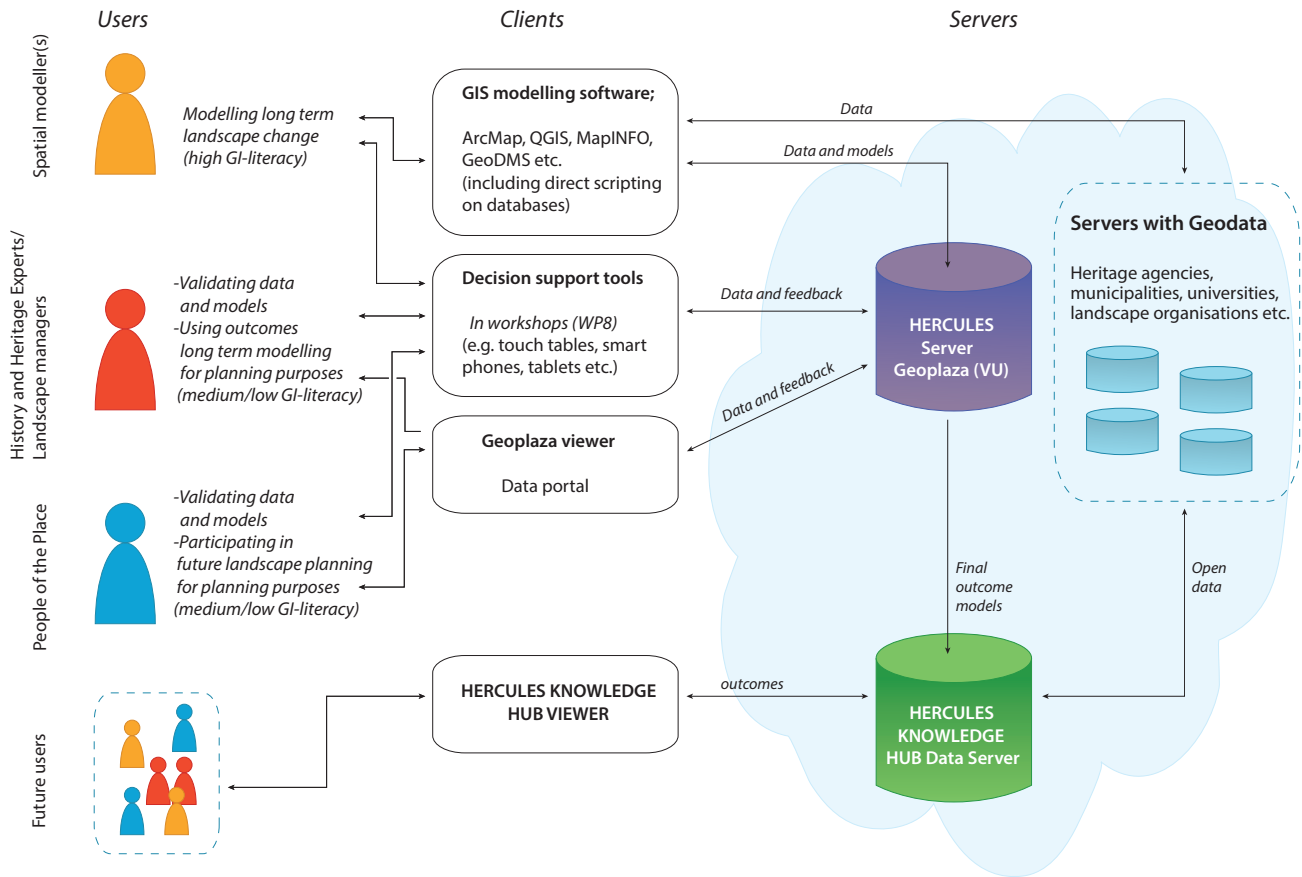 Users
Clients
Servers
Spatial modeller(s)
Modelling long term
landscape change
(high GI-literacy)
GIS modelling software;
ArcMap, QGIS, MapINFO,
GeoDMS etc.
(including direct scripting
on databases)
Data
Data and models
Servers with Geodata
Heritage agencies,
municipalities, universities,
landscape organisations etc.
History and Heritage Experts/
Landscape managers
-Validating data
and models
-Using outcomes
long term modelling
for planning purposes
(medium/low GI-literacy)
Decision support tools
In workshops (WP8)
(e.g. touch tables, smart
phones, tablets etc.)
Data and feedback
HERCULES
Server
Geoplaza (VU)
Data and feedback
Geoplaza viewer
Data portal
People of the Place
-Validating data
and models
-Participating in
future landscape planning
for planning purposes
(medium/low GI-literacy)
Final
outcome
models
Open
data
Future users
HERCULES KNOWLEDGE
HUB VIEWER
outcomes
HERCULES
KNOWLEDGE
HUB Data Server